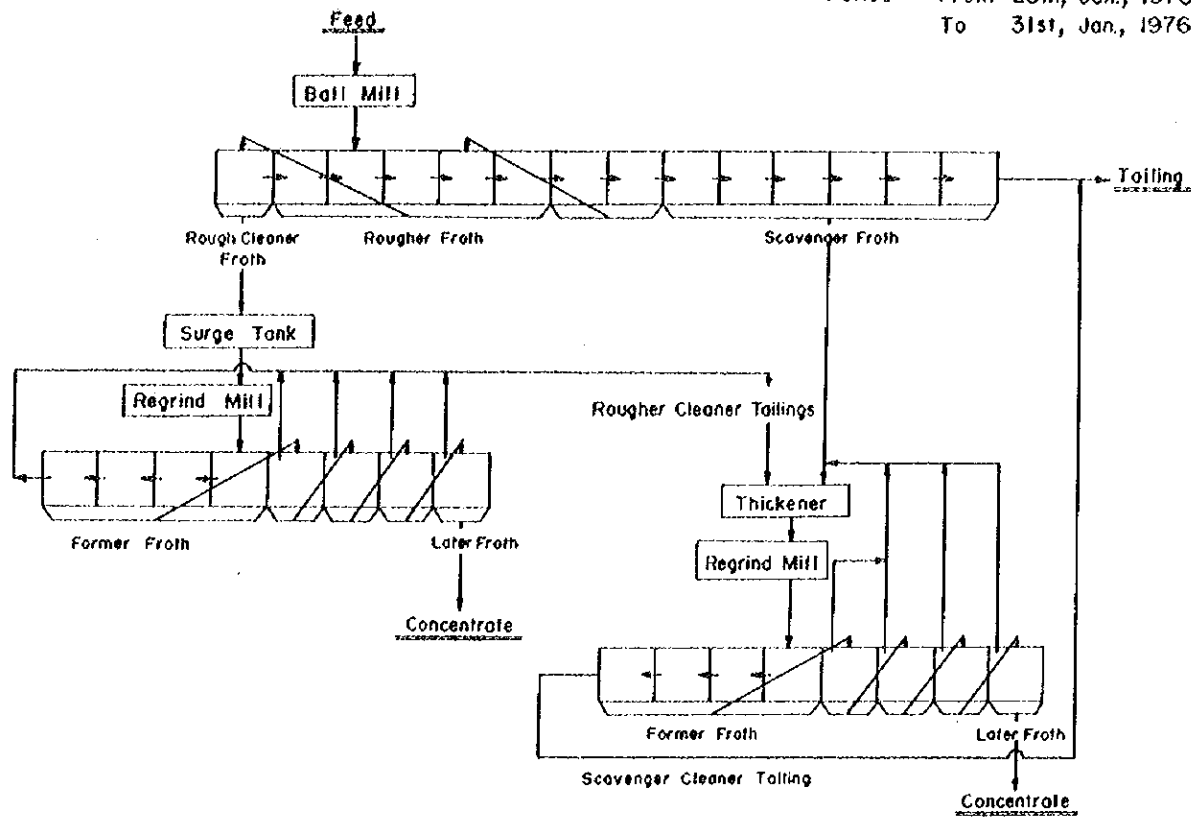 Feed
To 31st, Jan., 1976
Ball Mill
Tailing
Rough Cleaner
Froth
Rougher Froth
Scavenger Froth
Surge Tank
Regrind Mill
Rougher Cleaner Tailings
Thickener
Former Froth
Later Froth
Regrind Mill
Concentrate
Former Froth
Later Froth
Scavenger Cleaner Tailing
Concentrate